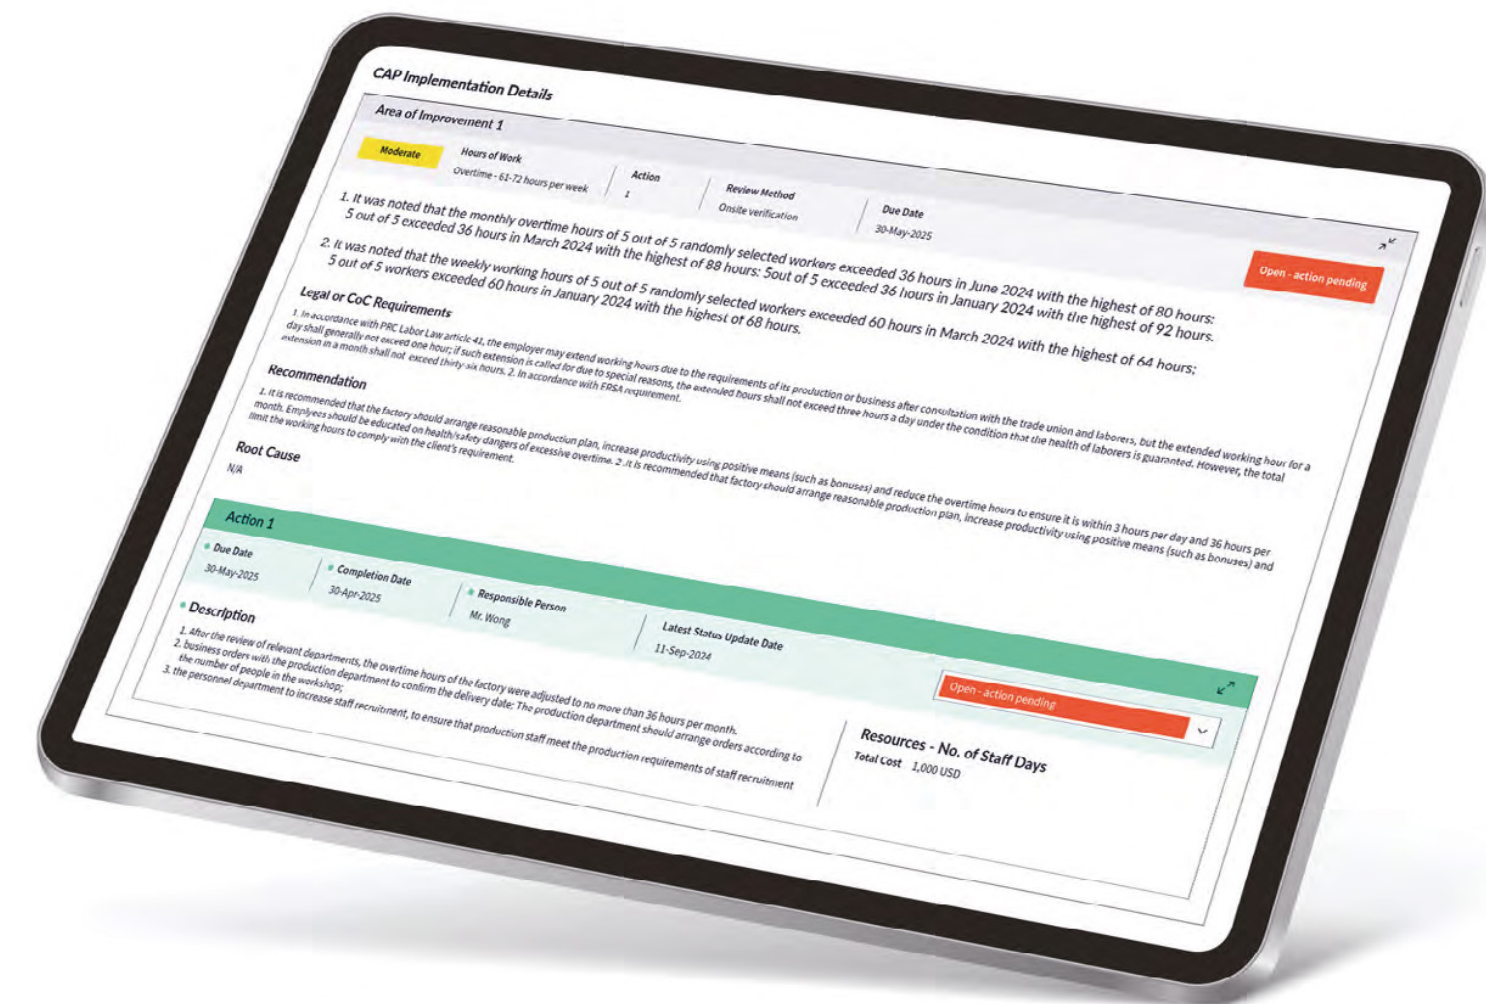 CAP Implementation Details
Area of Improvement 1
Moderate
Hours of Work
Overtime - 61-72 hours per week
Action
1
Review Method
Onsite verification
Due Date
30-May-2025
Open - action pending
1. It was noted that the monthly overtime hours of 5 out of 5 randomly selected workers exceeded 36 hours in June 2024 with the highest of 80 hours:
5 out of 5 exceeded 36 hours in March 2024 with the highest of 88 hours: 5out of 5 exceeded 36 hours in January 2024 with the highest of 92 hours.
2. It was noted that the weekly working hours of 5 out of 5 randomly selected workers exceeded 60 hours in March 2024 with the highest of 64 hours;
5 out of 5 workers exceeded 60 hours in January 2024 with the highest of 68 hours.
Legal or CoC Requirements
1. In accordance with PRC Labor Law article 41, the employer may extend working hours due to the requirements of its production or business after consultation with the trade union and laborers, but the extended working hour for a
day shall generally not exceed one hour; if such extension is called for due to special reasons, the extended hours shall not exceed three hours a day under the condition that the health of laborers is guaranted. However, the total
extension in a month shall not exceed thirty-six hours. 2. In accordance with ERSA requirement.
Recommendation
1. It is recommended that the factory should arrange reasonable production plan, increase productivity using positive means (such as bonuses) and reduce the overtime hours to ensure it is within 3 hours per day and 36 hours per
month. Emplyees should be educated on health/safety dangers of excessive overtime. 2 .It is recommended that factory should arrange reasonable production plan, increase productivity using positive means (such as bonuses) and
limit the working hours to comply with the client's requirement.
Root Cause
N/A
Action 1
Due Date
30-May-2025
Completion Date
30-Apr-2025
Responsible Person
Mr. Wong
Latest Status Update Date
11-Sep-2024
Open - action pending
Description
1. After the review of relevant departments, the overtime hours of the factory were adjusted to no more than 36 hours per month.
2. business orders with the production department to confirm the delivery date: The production department should arrange orders according to
the number of people in the workshop;
3. the personnel department to increase staff recruitment, to ensure that production staff meet the production requirements of staff recruitment
Resources - No. of Staff Days
Total Cost 1,000 USD